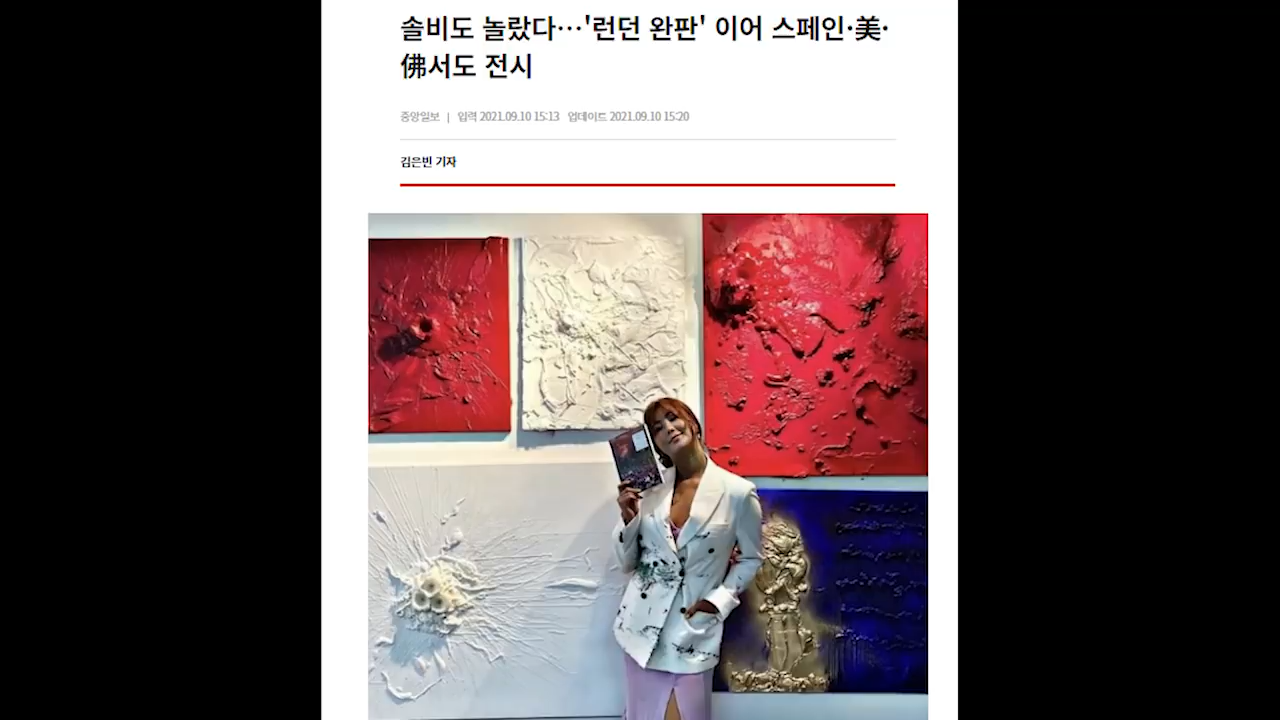 솔비도 놀랐다…'런던 완판' 이어 스페인·美·
佛서도 전시
중앙일보 | 입력 2021.09.10 15:13 업데이트 2021.09.10 15:20
김은빈 기자